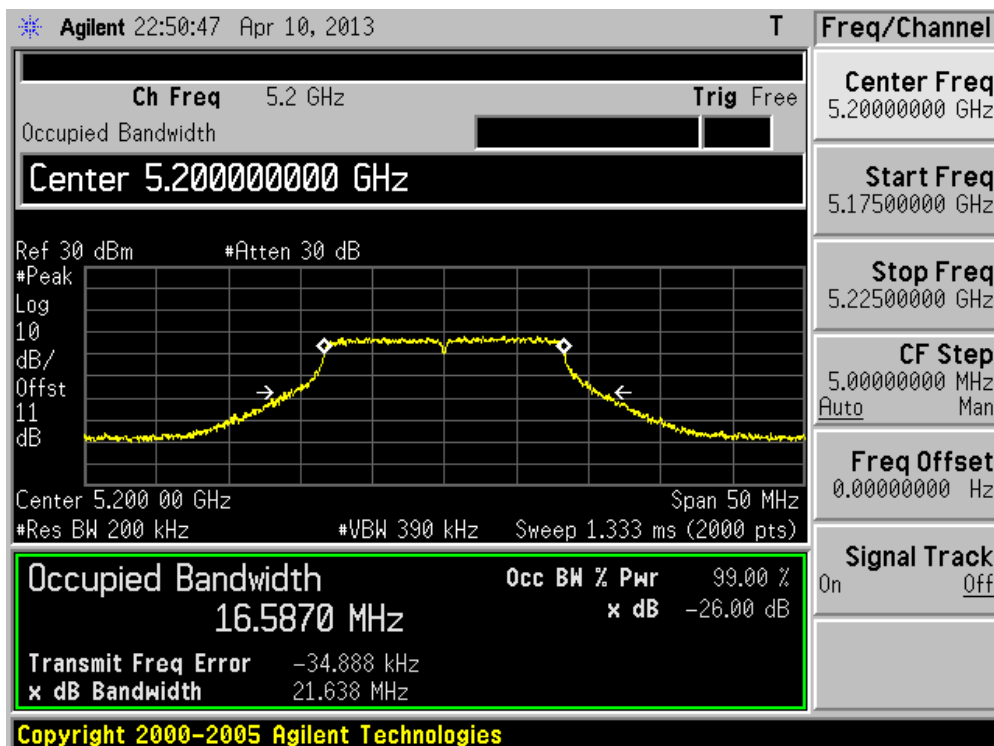 Agilent 22:50:47 Apr 10, 2013 T
Freq/Channel
Ch Freq 5.2 GHz Trig Free
Occupied Bandwidth
Center 5.200000000 GHz
Ref 30 dBm #Atten 30 dB
#Peak
Log
10
dB/
Offst
11
dB
Center 5.200 00 GHz Span 50 MHz
#Res BW 200 kHz #VBW 390 kHz Sweep 1.333 ms (2000 pts)
Occupied Bandwidth Occ BW % Pwr 99.00 %
16.5870 MHz x dB -26.00 dB
Transmit Freq Error -34.888 kHz
x dB Bandwidth 21.638 MHz
Center Freq
5.20000000 GHz
Start Freq
5.17500000 GHz
Stop Freq
5.22500000 GHz
CF Step
5.00000000 MHz
Auto Man
Freq Offset
0.00000000 Hz
Signal Track
On Off
Copyright 2000-2005 Agilent Technologies